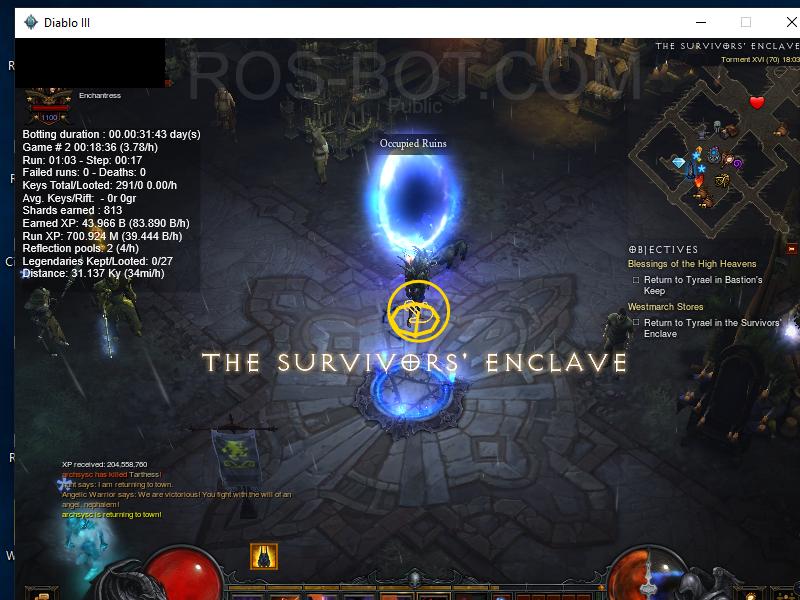 Diablo III
ROS-BOT.COM
Public
THE SURVIVORS' ENCLAVE
Torment XVI (70) 18:03
Enchantress
1100
Botting duration : 00.00:31:43 day(s)
Game # 2 00:18:36 (3.78/h)
Run: 01:03 - Step: 00:17
Failed runs: 0 - Deaths: 0
Keys Total/Looted: 291/0 0.00/h
Avg. Keys/Rift: - 0r 0gr
Shards earned : 813
Earned XP: 43.966 B (83.890 B/h)
Run XP: 700.924 M (39.444 B/h)
Reflection pools: 2 (4/h)
Legendaries Kept/Looted: 0/27
Distance: 31.137 Ky (34mi/h)
Occupied Ruins
OBJECTIVES
Blessings of the High Heavens
Return to Tyrael in Bastion's
Keep
Westmarch Stores
Return to Tyrael in the Survivors'
Enclave
THE SURVIVORS' ENCLAVE
XP received: 204,558,760
archsysc has killed Tarthess!
says: I am returning to town.
Angelic Warrior says: We are victorious! You fight with the will of an
angel, nephalem!
archsysc is returning to town!